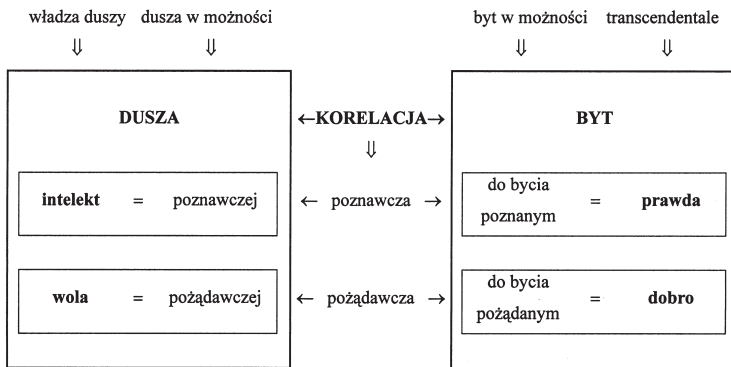 władza duszy dusza w możności byt w możności transcendentale
⇓ ⇓ ⇓ ⇓
DUSZA ←KORELACJA→ BYT
⇓
intelekt = poznawczej ← poznawcza → do bycia poznanym = prawda
wola = pożądawczej ← pożądawcza → do bycia pożądanym = dobro